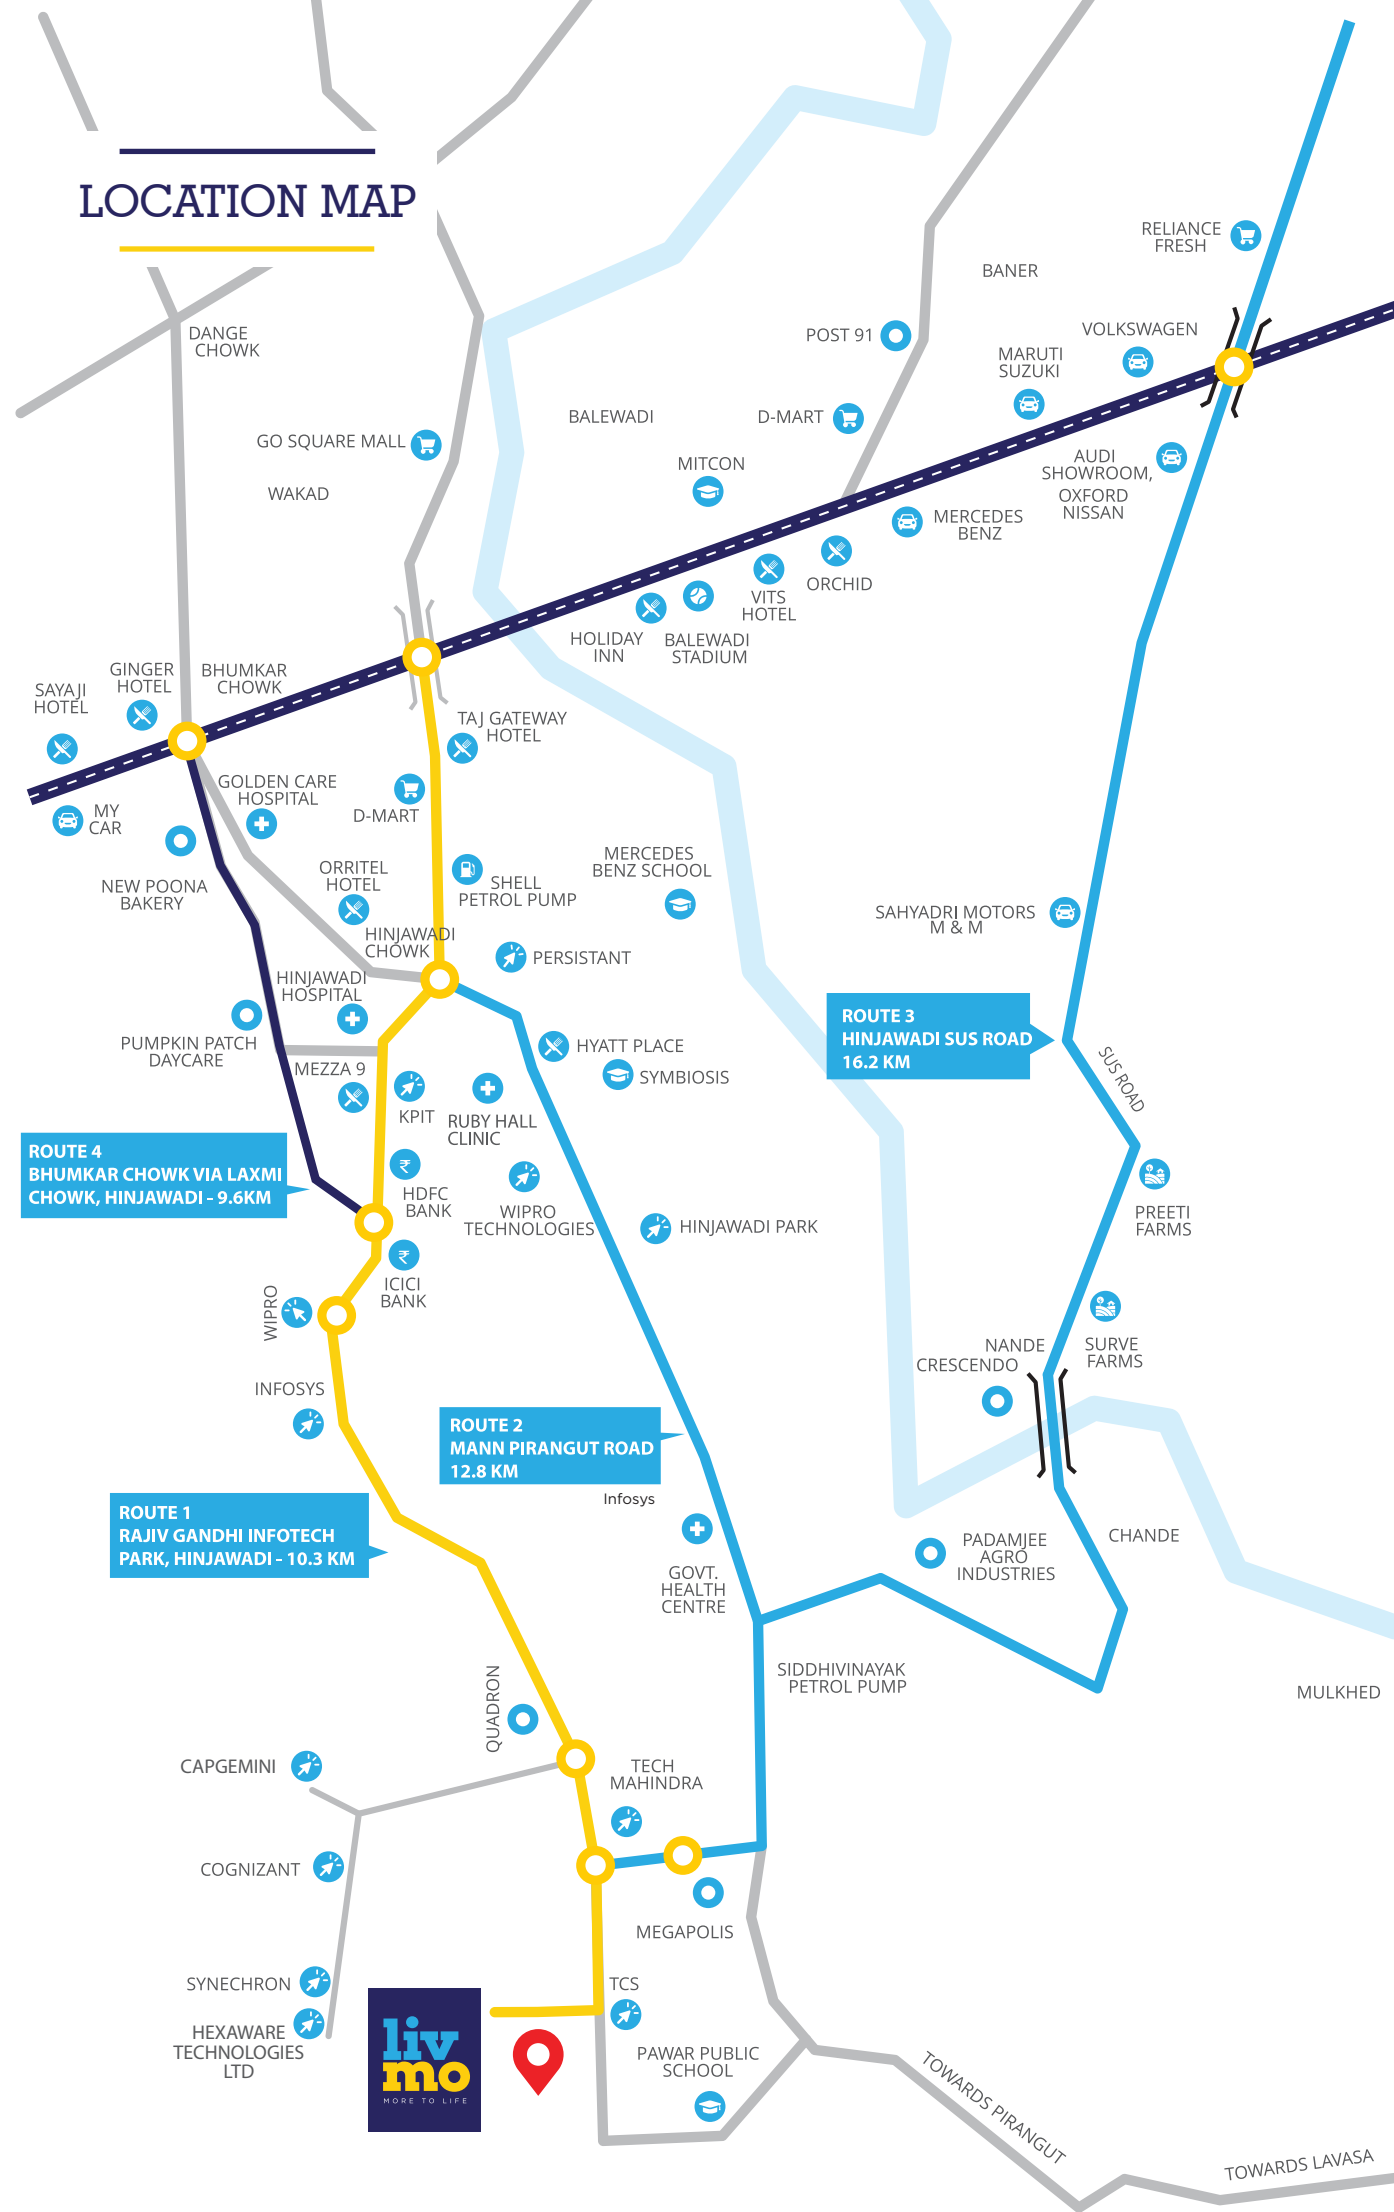 LOCATION MAP
RELIANCE
FRESH
BANER
DANGE
CHOWK
POST 91
VOLKSWAGEN
MARUTI
SUZUKI
BALEWADI
D-MART
GO SQUARE MALL
MITCON
AUDI
SHOWROOM,
OXFORD
NISSAN
WAKAD
MERCEDES
BENZ
ORCHID
VITS
HOTEL
HOLIDAY
INN
BALEWADI
STADIUM
GINGER
HOTEL
BHUMKAR
CHOWK
SAYAJI
HOTEL
TAJ GATEWAY
HOTEL
GOLDEN CARE
HOSPITAL
MY
CAR
D-MART
NEW POONA
BAKERY
ORRITEL
HOTEL
SHELL
PETROL PUMP
MERCEDES
BENZ SCHOOL
SAHYADRI MOTORS
M & M
HINJAWADI
CHOWK
PERSISTANT
HINJAWADI
HOSPITAL
ROUTE 3
HINJAWADI SUS ROAD
16.2 KM
SUS ROAD
PUMPKIN PATCH
DAYCARE
HYATT PLACE
MEZZA 9
SYMBIOSIS
KPIT
RUBY HALL
CLINIC
ROUTE 4
BHUMKAR CHOWK VIA LAXMI
CHOWK, HINJAWADI - 9.6KM
HDFC
BANK
WIPRO
TECHNOLOGIES
HINJAWADI PARK
PREETI
FARMS
ICICI
BANK
WIPRO
NANDE
CRESCENDO
SURVE
FARMS
INFOSYS
ROUTE 2
MANN PIRANGUT ROAD
12.8 KM
Infosys
ROUTE 1
RAJIV GANDHI INFOTECH
PARK, HINJAWADI - 10.3 KM
PADAMJEE
AGRO
INDUSTRIES
CHANDE
GOVT.
HEALTH
CENTRE
SIDDHIVINAYAK
PETROL PUMP
MULKHED
QUADRON
CAPGEMINI
TECH
MAHINDRA
COGNIZANT
MEGAPOLIS
SYNECHRON
TCS
HEXAWARE
TECHNOLOGIES
LTD
liv
mo
MORE TO LIFE
PAWAR PUBLIC
SCHOOL
TOWARDS PIRANGUT
TOWARDS LAVASA